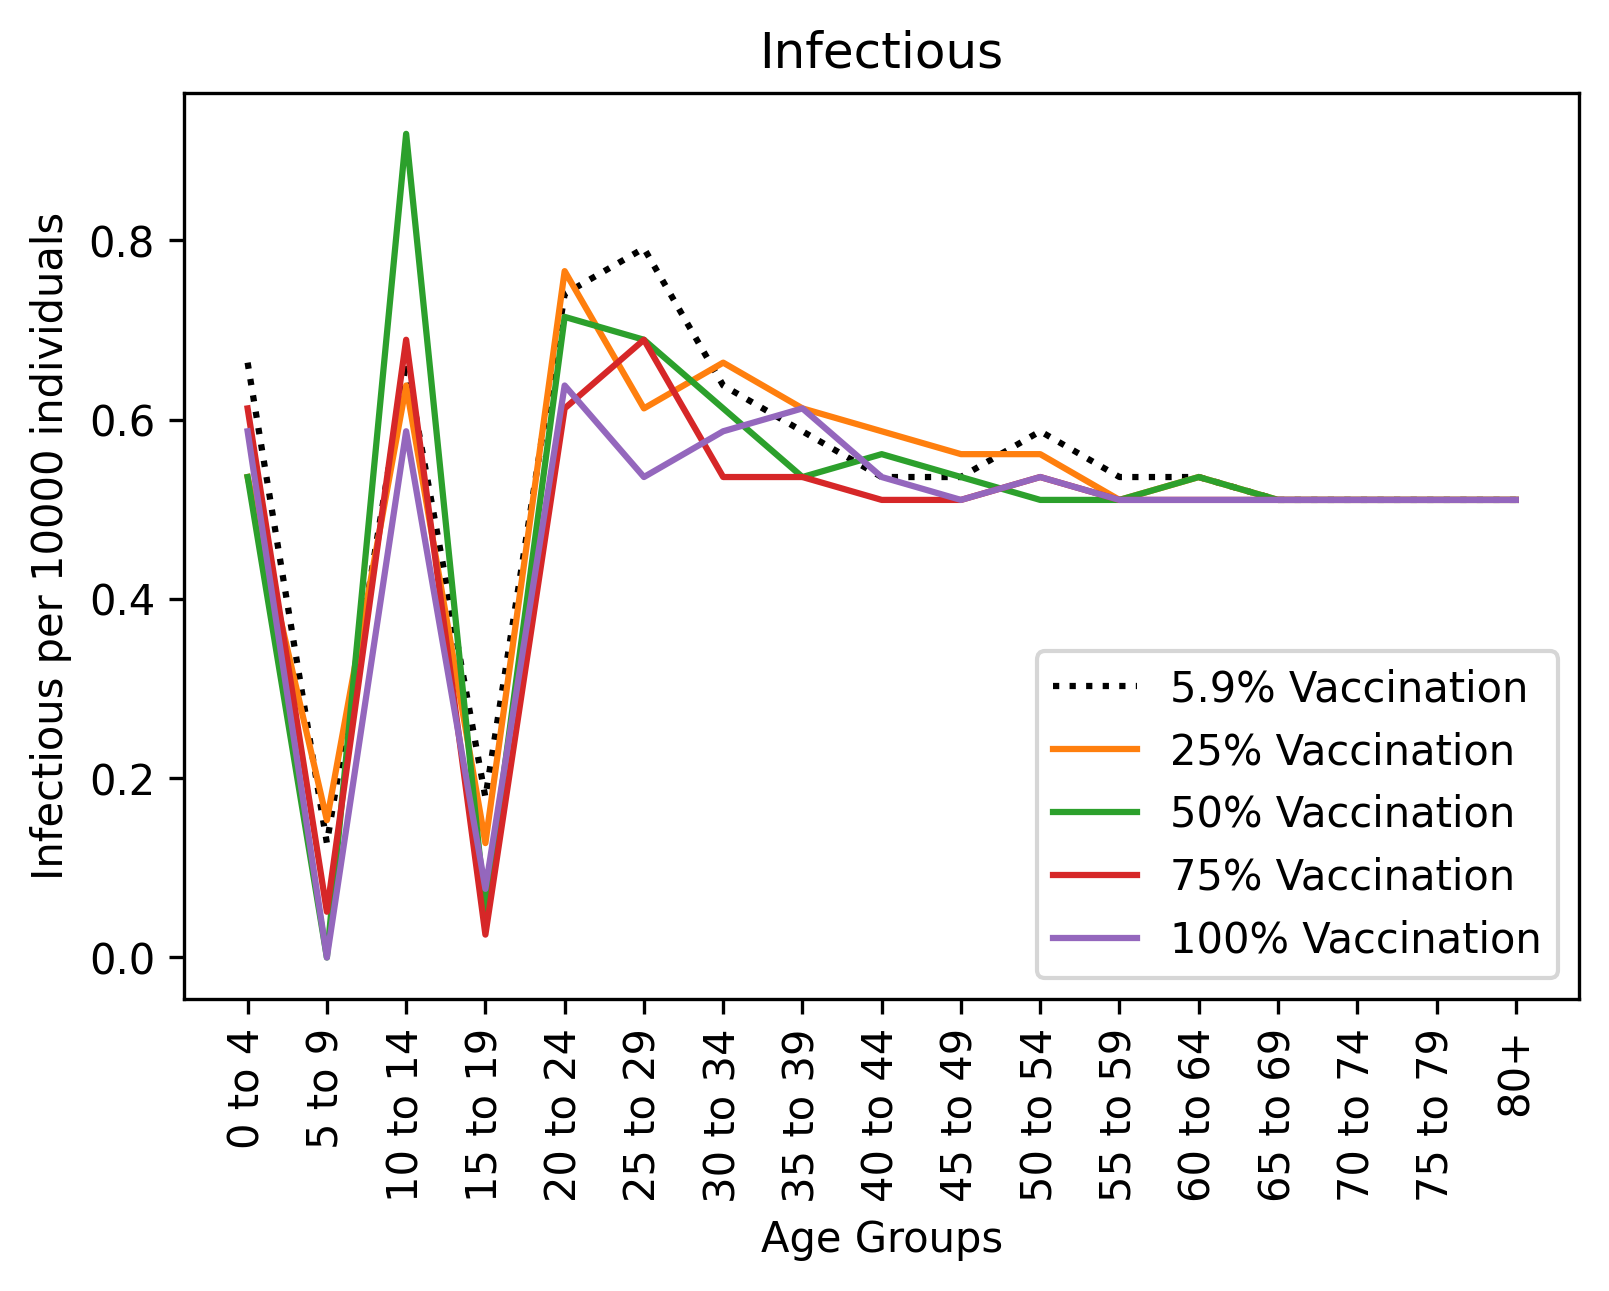 Infectious
Infectious per 10000 individuals
0.8
0.6
0.4
0.2
0.0
5.9% Vaccination
25% Vaccination
50% Vaccination
75% Vaccination
100% Vaccination
0 to 4
5 to 9
10 to 14
15 to 19
20 to 24
25 to 29
30 to 34
35 to 39
40 to 44
45 to 49
50 to 54
55 to 59
60 to 64
65 to 69
70 to 74
75 to 79
80+
Age Groups